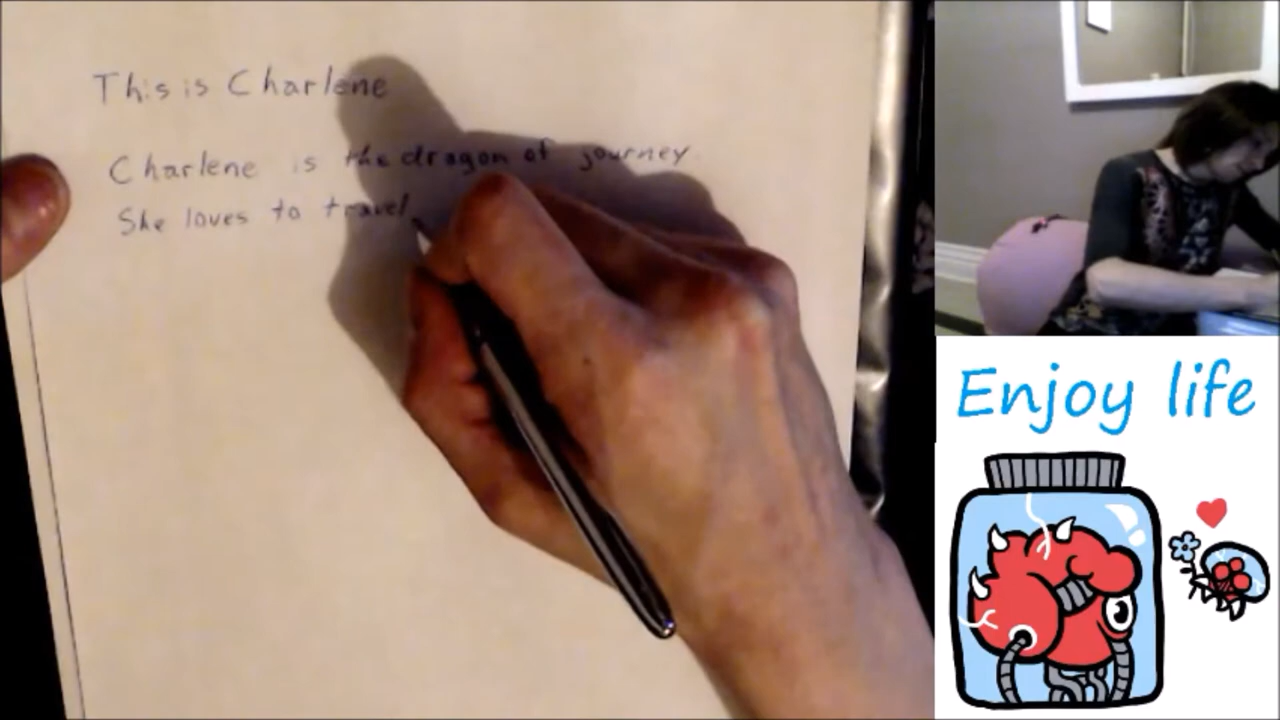 This is Charlene
Charlene is the dragon of journey
She loves to travel,
Enjoy life